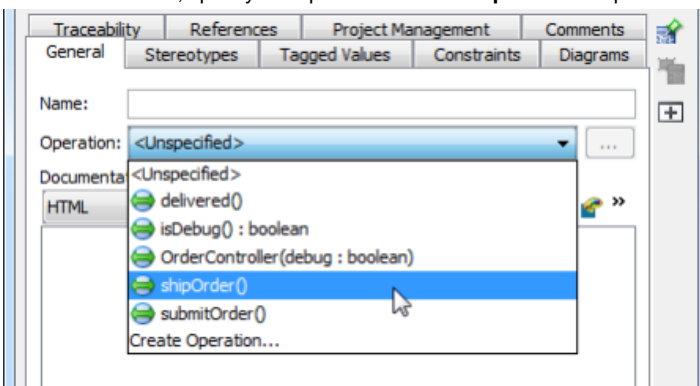 Traceability References Project Management Comments
General Stereotypes Tagged Values Constraints Diagrams
Name:
Operation: <Unspecified> ...
Documenta <Unspecified>
HTML delivered() »
isDebug() : boolean
OrderController(debug : boolean)
shipOrder()
submitOrder()
Create Operation...